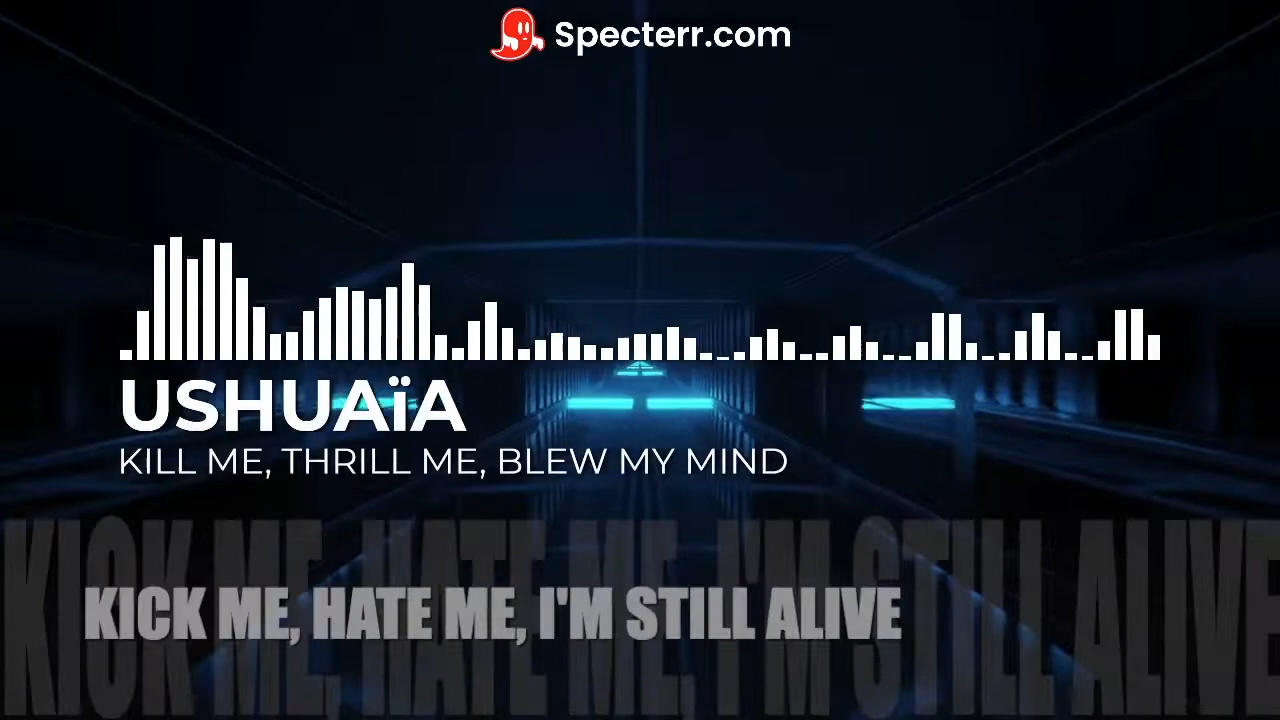 Specterr.com
USHUAïA
KILL ME, THRILL ME, BLEW MY MIND
KICK ME, HATE ME, I'M STILL ALIVE
KICK ME, HATE ME, I'M STILL ALIVE